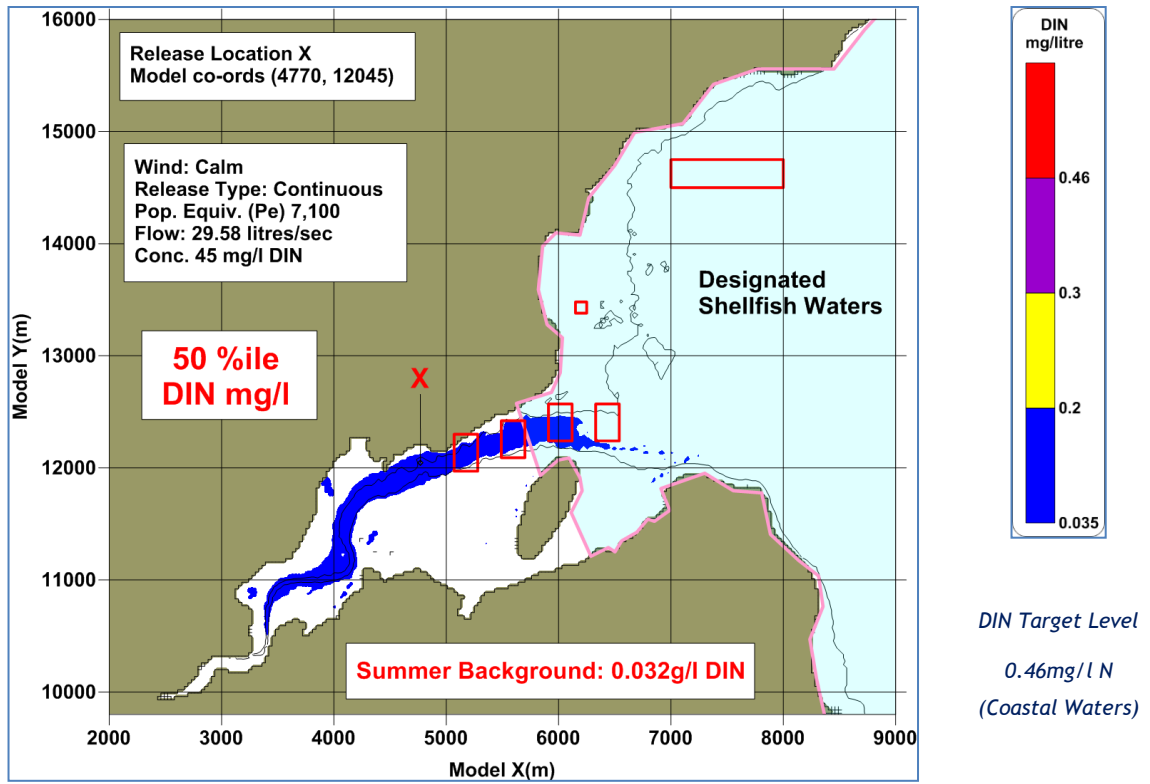 16000
15000
14000
13000
12000
11000
10000
Model Y(m)
2000 3000 4000 5000 6000 7000 8000 9000
Model X(m)
Release Location X
Model co-ords (4770, 12045)
Wind: Calm
Release Type: Continuous
Pop. Equiv. (Pe) 7,100
Flow: 29.58 litres/sec
Conc. 45 mg/l DIN
50 %ile
DIN mg/l
X
Designated
Shellfish Waters
Summer Background: 0.032g/l DIN
DIN
mg/litre
0.46
0.3
0.2
0.035
DIN Target Level
0.46mg/l N
(Coastal Waters)